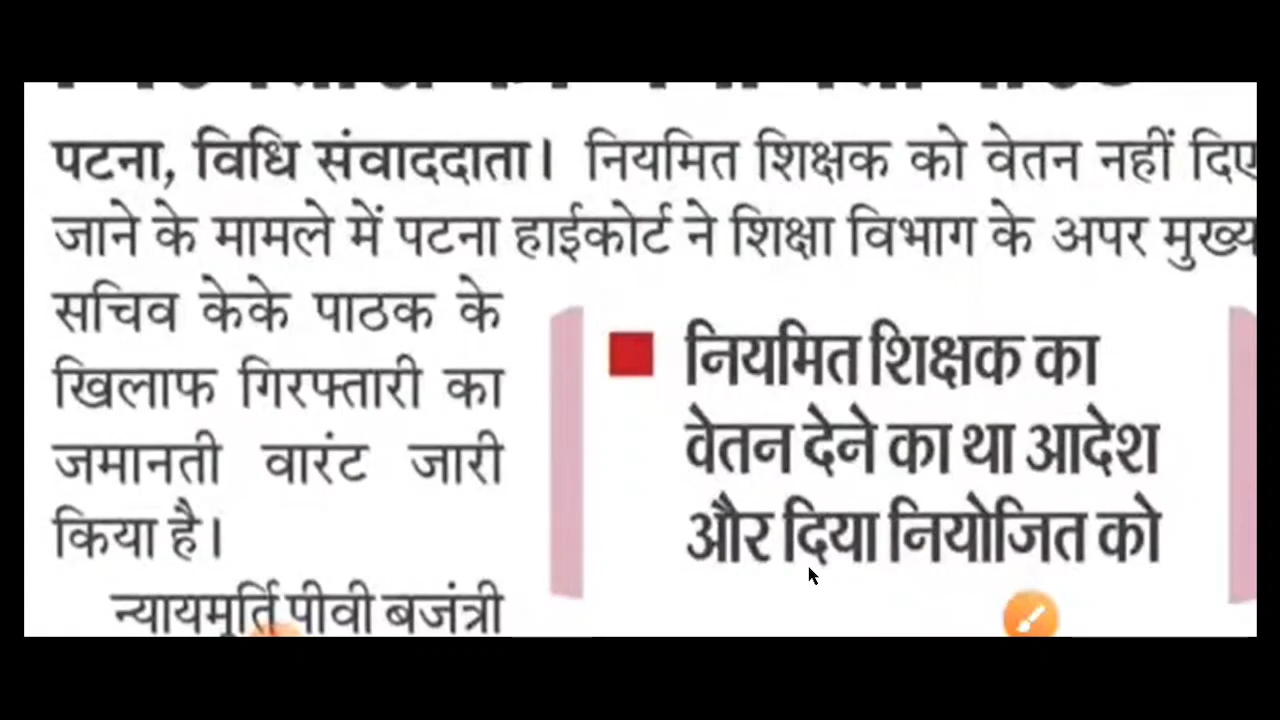 पटना, विधि संवाददाता। नियमित शिक्षक को वेतन नहीं दिए
जाने के मामले में पटना हाईकोर्ट ने शिक्षा विभाग के अपर मुख्य
सचिव केके पाठक के
खिलाफ गिरफ्तारी का
जमानती वारंट जारी
किया है।
न्यायमूर्ति पीवी बजंत्री
नियमित शिक्षक का
वेतन देने का था आदेश
और दिया नियोजित को